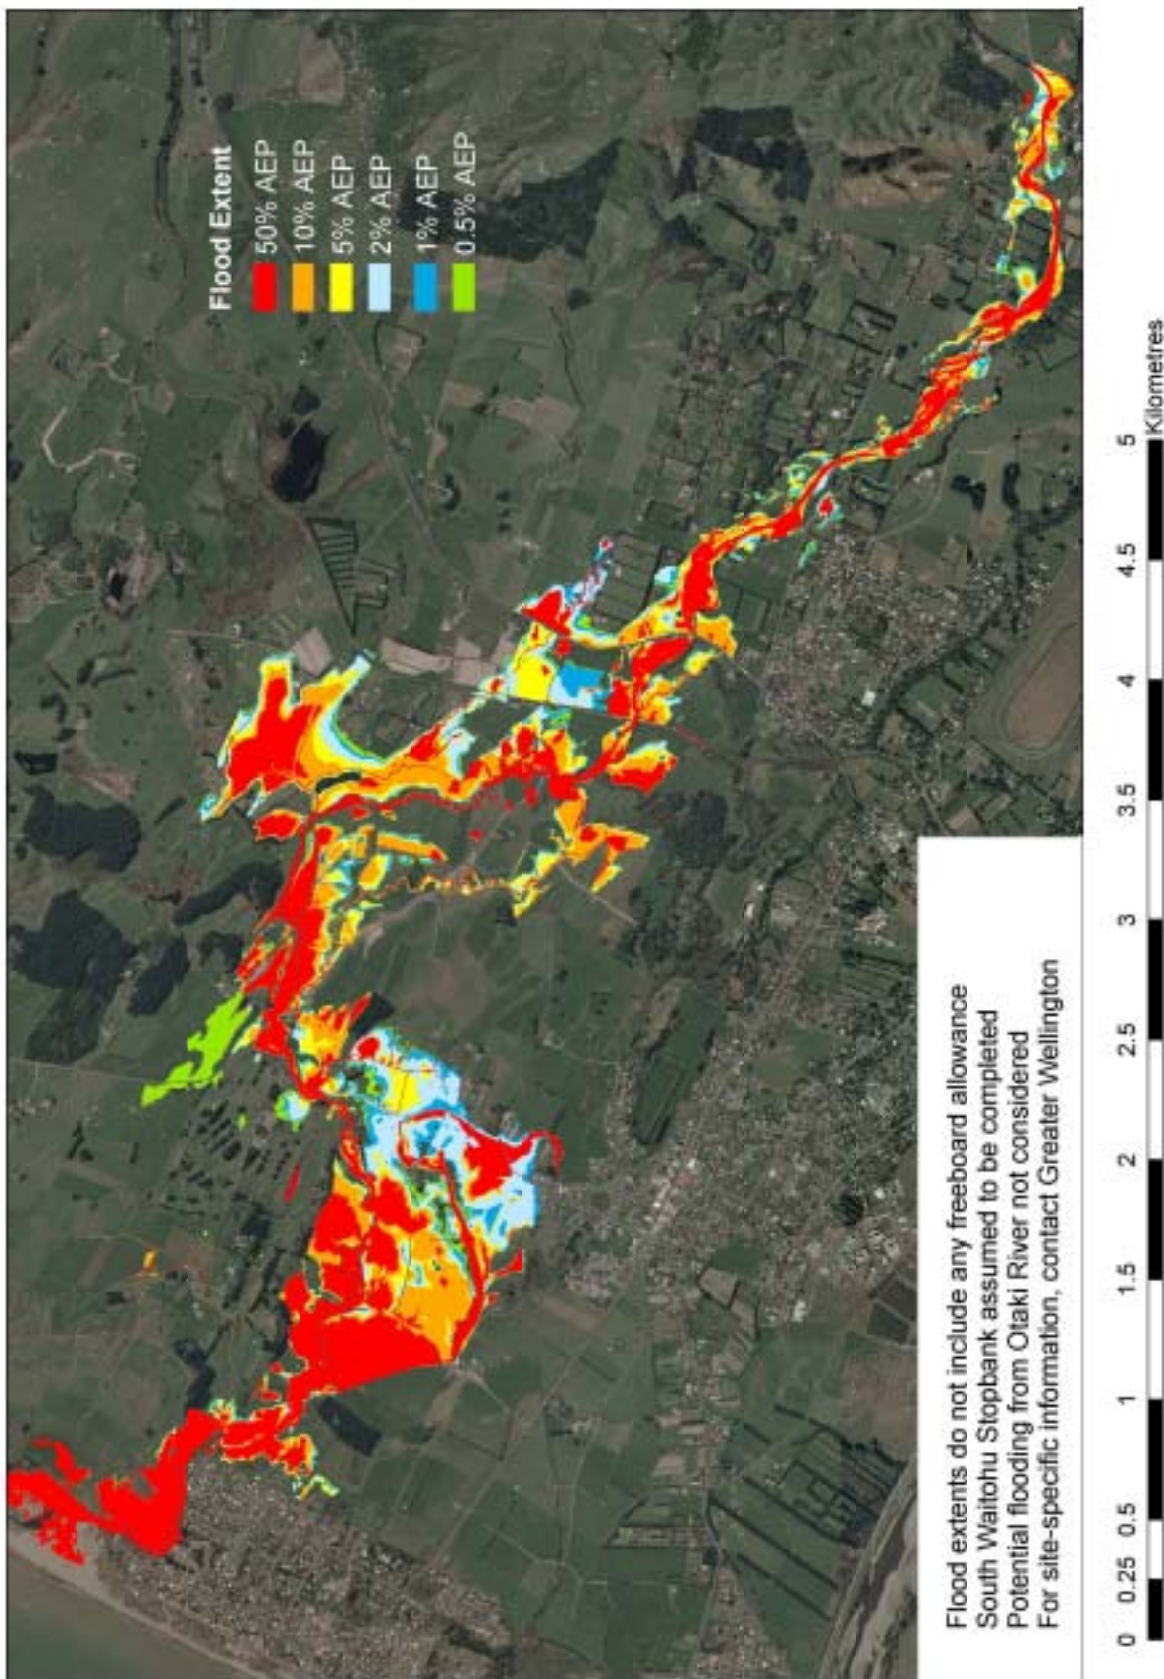 Flood Extent
50% AEP
10% AEP
5% AEP
2% AEP
1% AEP
0.5% AEP
Flood extents do not include any freeboard allowance
South Waitohu Stopbank assumed to be completed
Potential flooding from Otaki River not considered
For site-specific information, contact Greater Wellington
0 0.25 0.5 1 1.5 2 2.5 3 3.5 4 4.5 5
Kilometres